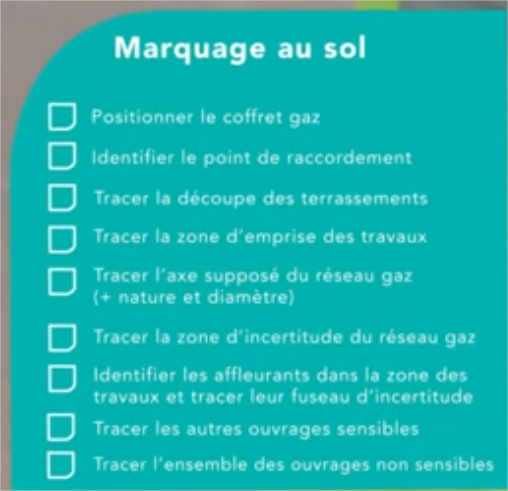 Marquage au sol
Positionner le coffret gaz
Identifier le point de raccordement
Tracer la découpe des terrassements
Tracer la zone d'emprise des travaux
Tracer l'axe supposé du réseau gaz
(+ nature et diamètre)
Tracer la zone d'incertitude du réseau gaz
Identifier les affleurants dans la zone des
travaux et tracer leur fuseau d'incertitude
Tracer les autres ouvrages sensibles
Tracer l'ensemble des ouvrages non sensibles